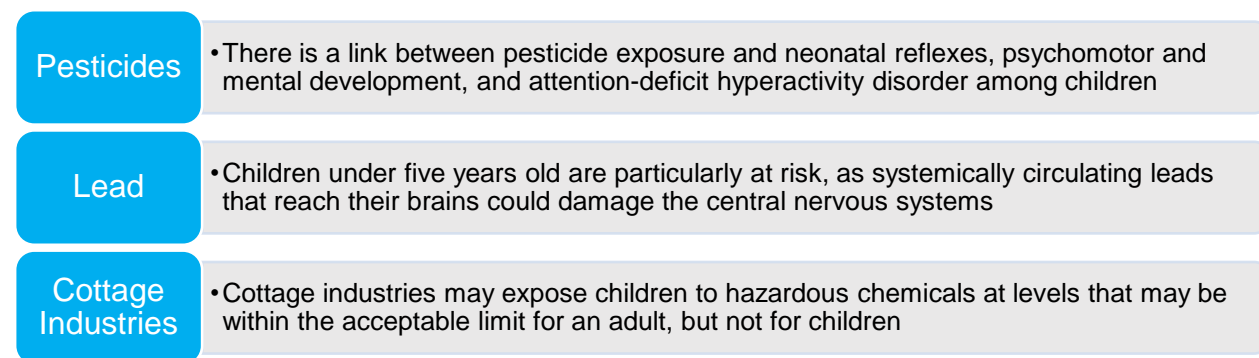 Pesticides
•There is a link between pesticide exposure and neonatal reflexes, psychomotor and
mental development, and attention-deficit hyperactivity disorder among children
Lead
•Children under five years old are particularly at risk, as systemically circulating leads
that reach their brains could damage the central nervous systems
Cottage
Industries
•Cottage industries may expose children to hazardous chemicals at levels that may be
within the acceptable limit for an adult, but not for children